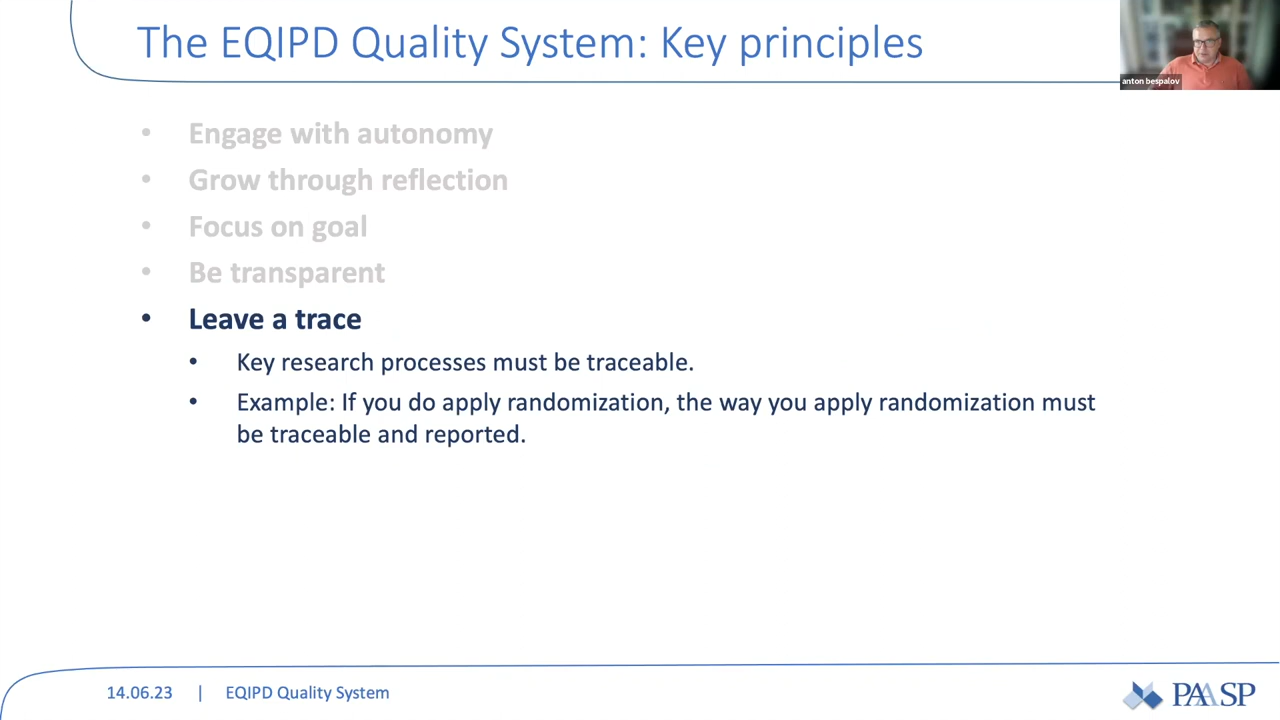 The EQIPD Quality System: Key principles
anton bespalov
• Engage with autonomy
• Grow through reflection
• Focus on goal
• Be transparent
• Leave a trace
• Key research processes must be traceable.
• Example: If you do apply randomization, the way you apply randomization must
be traceable and reported.
14.06.23 | EQIPD Quality System
PAASP